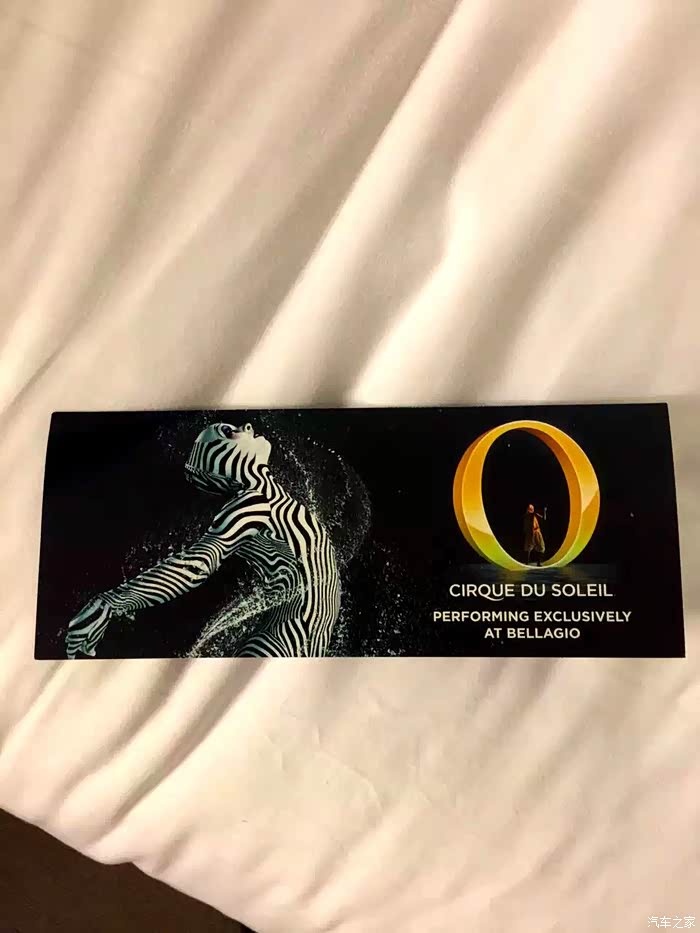 O
CIRQUE DU SOLEIL
PERFORMING EXCLUSIVELY
AT BELLAGIO
汽车之家